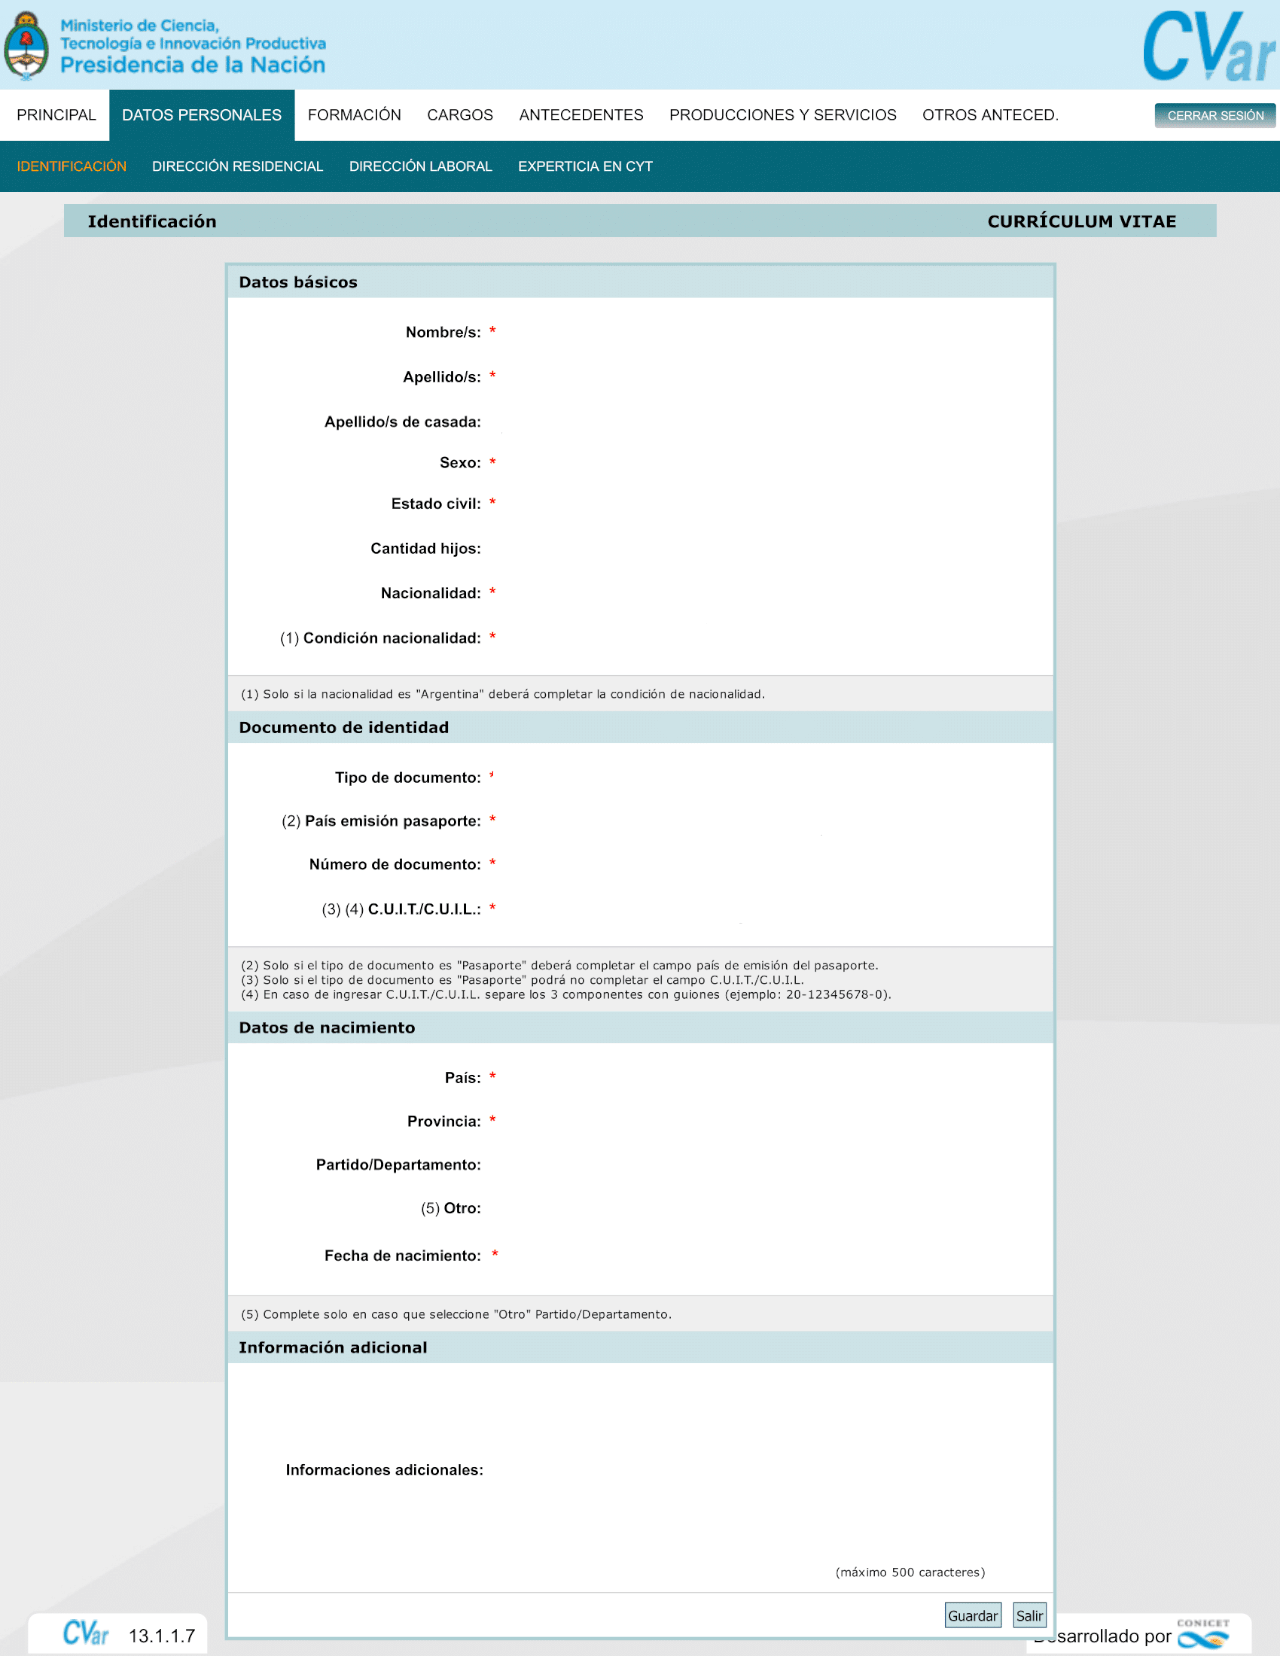 Ministerio de Ciencia,
Tecnología e Innovación Productiva
Presidencia de la Nación
CVar
PRINCIPAL DATOS PERSONALES FORMACIÓN CARGOS ANTECEDENTES PRODUCCIONES Y SERVICIOS OTROS ANTECED. CERRAR SESIÓN
IDENTIFICACIÓN DIRECCIÓN RESIDENCIAL DIRECCIÓN LABORAL EXPERTICIA EN CYT
Identificación CURRÍCULUM VITAE
Datos básicos
Nombre/s: *
Apellido/s: *
Apellido/s de casada:
Sexo: *
Estado civil: *
Cantidad hijos:
Nacionalidad: *
(1) Condición nacionalidad: *
(1) Solo si la nacionalidad es "Argentina" deberá completar la condición de nacionalidad.
Documento de identidad
Tipo de documento: *
(2) País emisión pasaporte: *
Número de documento: *
(3) (4) C.U.I.T./C.U.I.L.: *
(2) Solo si el tipo de documento es "Pasaporte" deberá completar el campo país de emisión del pasaporte.
(3) Solo si el tipo de documento es "Pasaporte" podrá no completar el campo C.U.I.T./C.U.I.L.
(4) En caso de ingresar C.U.I.T./C.U.I.L. separe los 3 componentes con guiones (ejemplo: 20-12345678-0).
Datos de nacimiento
País: *
Provincia: *
Partido/Departamento:
(5) Otro:
Fecha de nacimiento: *
(5) Complete solo en caso que seleccione "Otro" Partido/Departamento.
Información adicional
Informaciones adicionales:
(máximo 500 caracteres)
Guardar Salir
CVar 13.1.1.7
Desarrollado por CONICET